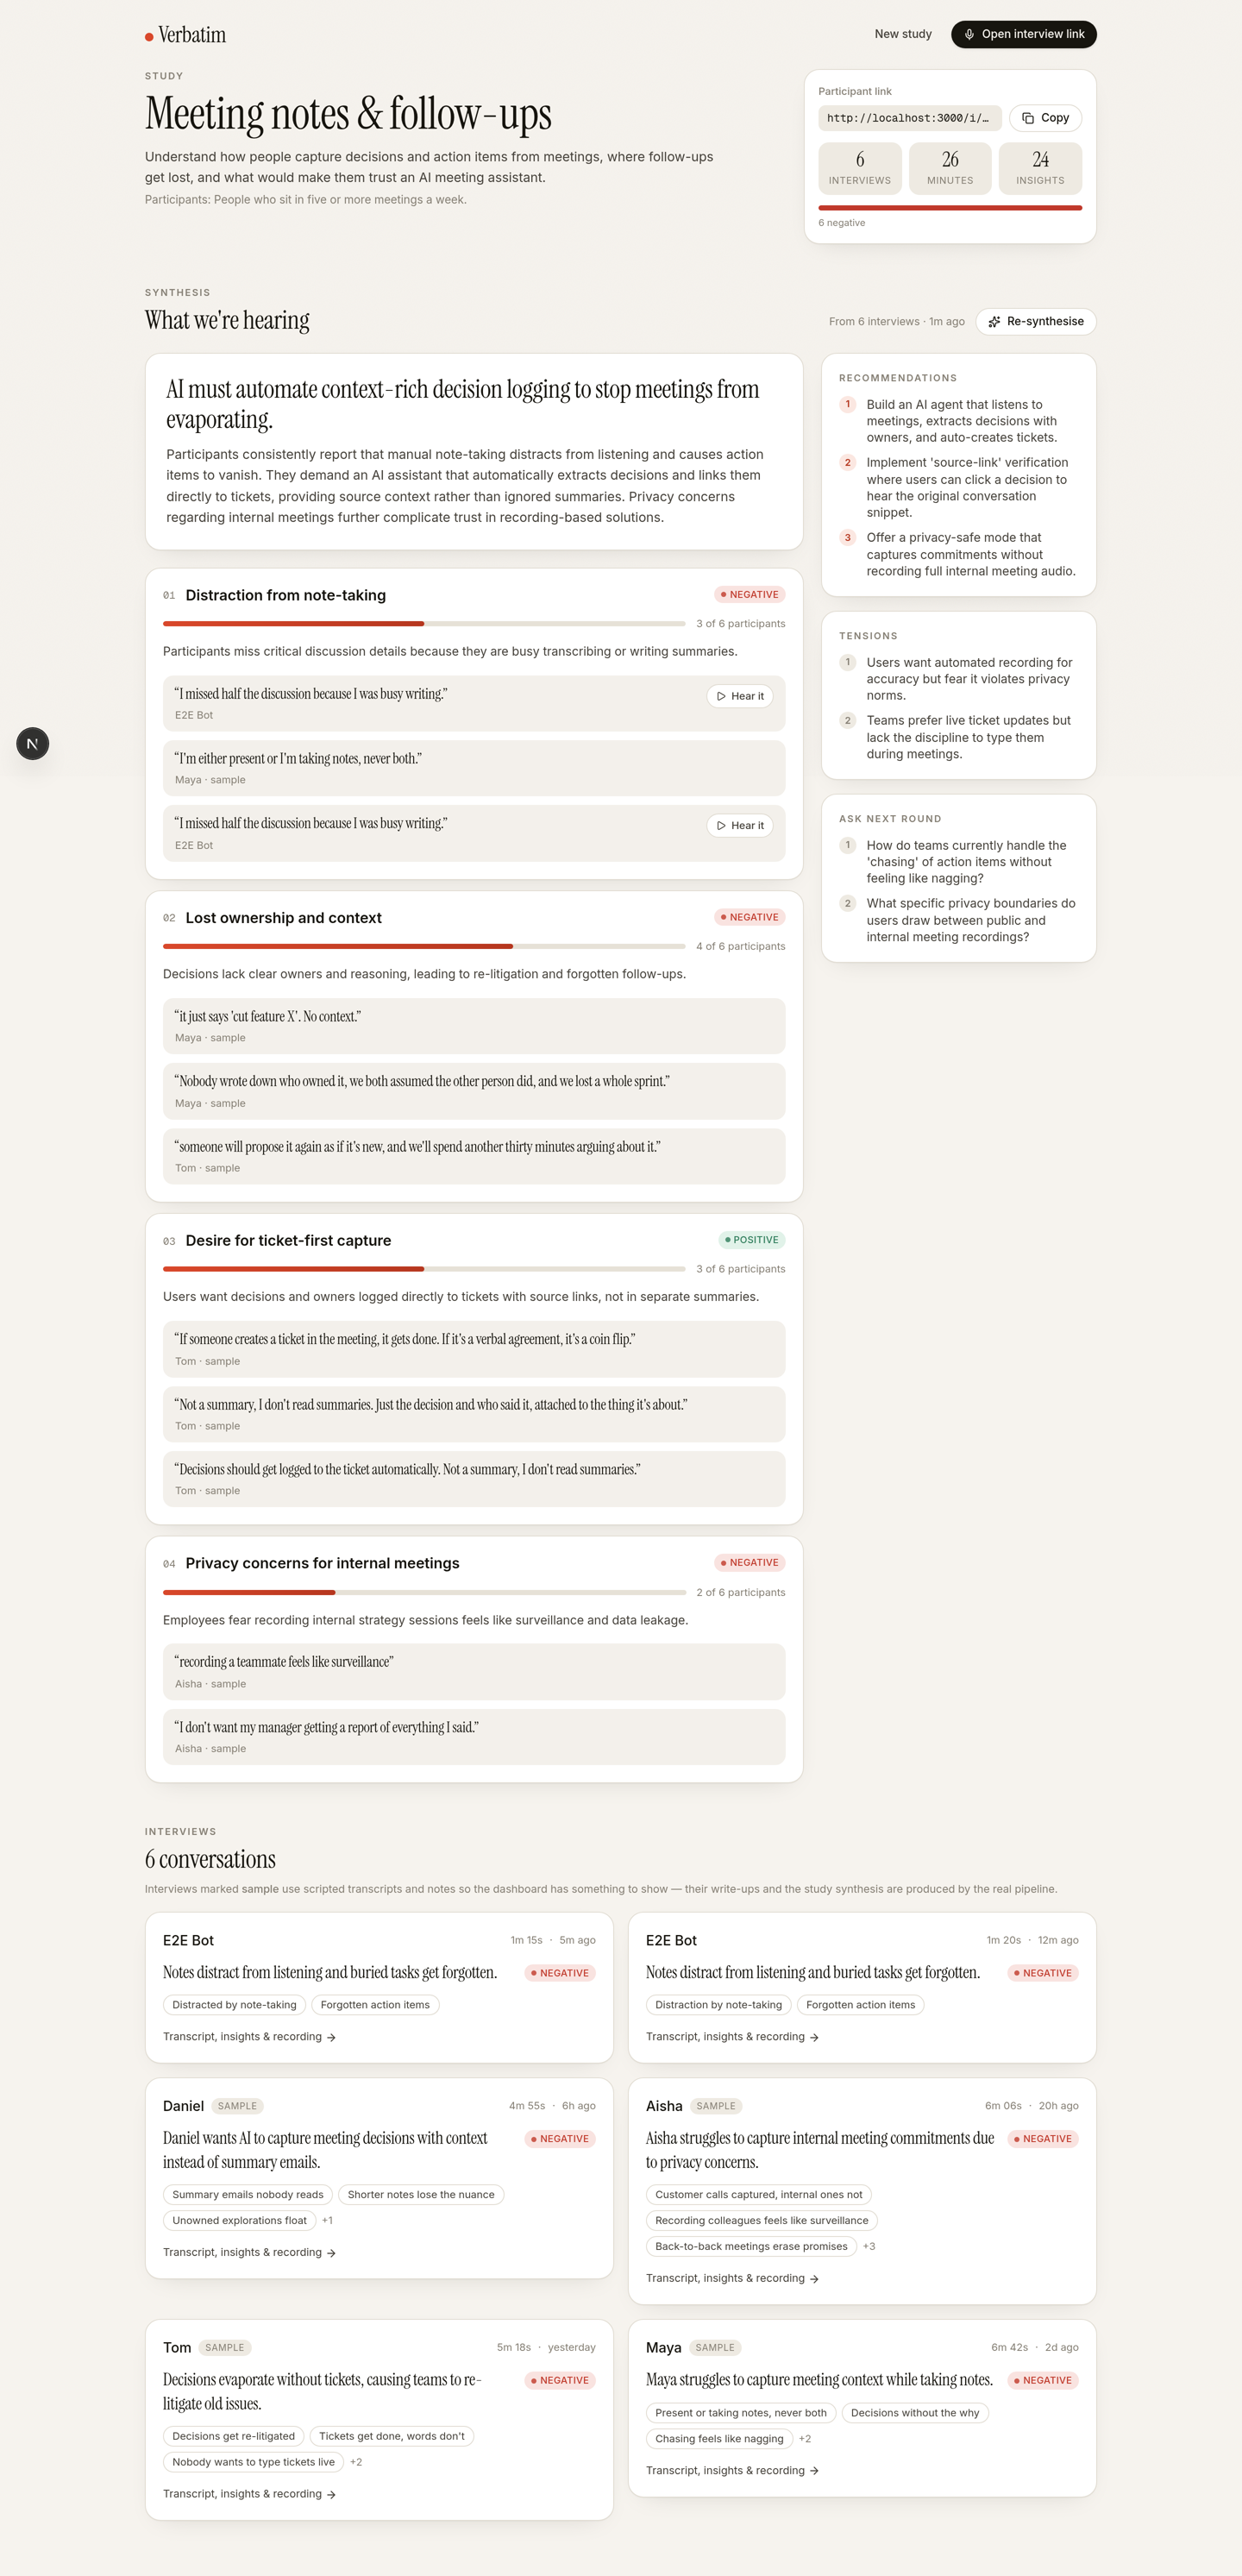 Verbatim
New study
Open interview link
STUDY
Meeting notes & follow-ups
Understand how people capture decisions and action items from meetings, where follow-ups
get lost, and what would make them trust an AI meeting assistant.
Participants: People who sit in five or more meetings a week.
Participant link
http://localhost:3000/i/…
Copy
6
INTERVIEWS
26
MINUTES
24
INSIGHTS
6 negative
SYNTHESIS
What we're hearing
From 6 interviews · 1m ago
Re-synthesise
AI must automate context-rich decision logging to stop meetings from
evaporating.
Participants consistently report that manual note-taking distracts from listening and causes action
items to vanish. They demand an AI assistant that automatically extracts decisions and links them
directly to tickets, providing source context rather than ignored summaries. Privacy concerns
regarding internal meetings further complicate trust in recording-based solutions.
01 Distraction from note-taking
NEGATIVE
3 of 6 participants
Participants miss critical discussion details because they are busy transcribing or writing summaries.
“I missed half the discussion because I was busy writing.”
Hear it
E2E Bot
“I'm either present or I'm taking notes, never both.”
Maya · sample
“I missed half the discussion because I was busy writing.”
Hear it
E2E Bot
02 Lost ownership and context
NEGATIVE
4 of 6 participants
Decisions lack clear owners and reasoning, leading to re-litigation and forgotten follow-ups.
“it just says 'cut feature X'. No context.”
Maya · sample
“Nobody wrote down who owned it, we both assumed the other person did, and we lost a whole sprint.”
Maya · sample
“someone will propose it again as if it's new, and we'll spend another thirty minutes arguing about it.”
Tom · sample
03 Desire for ticket-first capture
POSITIVE
3 of 6 participants
Users want decisions and owners logged directly to tickets with source links, not in separate summaries.
“If someone creates a ticket in the meeting, it gets done. If it's a verbal agreement, it's a coin flip.”
Tom · sample
“Not a summary, I don't read summaries. Just the decision and who said it, attached to the thing it's about.”
Tom · sample
“Decisions should get logged to the ticket automatically. Not a summary, I don't read summaries.”
Tom · sample
04 Privacy concerns for internal meetings
NEGATIVE
2 of 6 participants
Employees fear recording internal strategy sessions feels like surveillance and data leakage.
“recording a teammate feels like surveillance”
Aisha · sample
“I don't want my manager getting a report of everything I said.”
Aisha · sample
RECOMMENDATIONS
1 Build an AI agent that listens to
meetings, extracts decisions with
owners, and auto-creates tickets.
2 Implement 'source-link' verification
where users can click a decision to
hear the original conversation
snippet.
3 Offer a privacy-safe mode that
captures commitments without
recording full internal meeting audio.
TENSIONS
1 Users want automated recording for
accuracy but fear it violates privacy
norms.
2 Teams prefer live ticket updates but
lack the discipline to type them
during meetings.
ASK NEXT ROUND
1 How do teams currently handle the
'chasing' of action items without
feeling like nagging?
2 What specific privacy boundaries do
users draw between public and
internal meeting recordings?
N
INTERVIEWS
6 conversations
Interviews marked sample use scripted transcripts and notes so the dashboard has something to show — their write-ups and the study synthesis are produced by the real pipeline.
E2E Bot
1m 15s · 5m ago
Notes distract from listening and buried tasks get forgotten.
NEGATIVE
Distracted by note-taking
Forgotten action items
Transcript, insights & recording →
E2E Bot
1m 20s · 12m ago
Notes distract from listening and buried tasks get forgotten.
NEGATIVE
Distraction by note-taking
Forgotten action items
Transcript, insights & recording →
Daniel SAMPLE
4m 55s · 6h ago
Daniel wants AI to capture meeting decisions with context
instead of summary emails.
NEGATIVE
Summary emails nobody reads
Shorter notes lose the nuance
Unowned explorations float
+1
Transcript, insights & recording →
Aisha SAMPLE
6m 06s · 20h ago
Aisha struggles to capture internal meeting commitments due
to privacy concerns.
NEGATIVE
Customer calls captured, internal ones not
Recording colleagues feels like surveillance
Back-to-back meetings erase promises
+3
Transcript, insights & recording →
Tom SAMPLE
5m 18s · yesterday
Decisions evaporate without tickets, causing teams to re-
litigate old issues.
NEGATIVE
Decisions get re-litigated
Tickets get done, words don't
Nobody wants to type tickets live
+2
Transcript, insights & recording →
Maya SAMPLE
6m 42s · 2d ago
Maya struggles to capture meeting context while taking notes.
NEGATIVE
Present or taking notes, never both
Decisions without the why
Chasing feels like nagging
+2
Transcript, insights & recording →